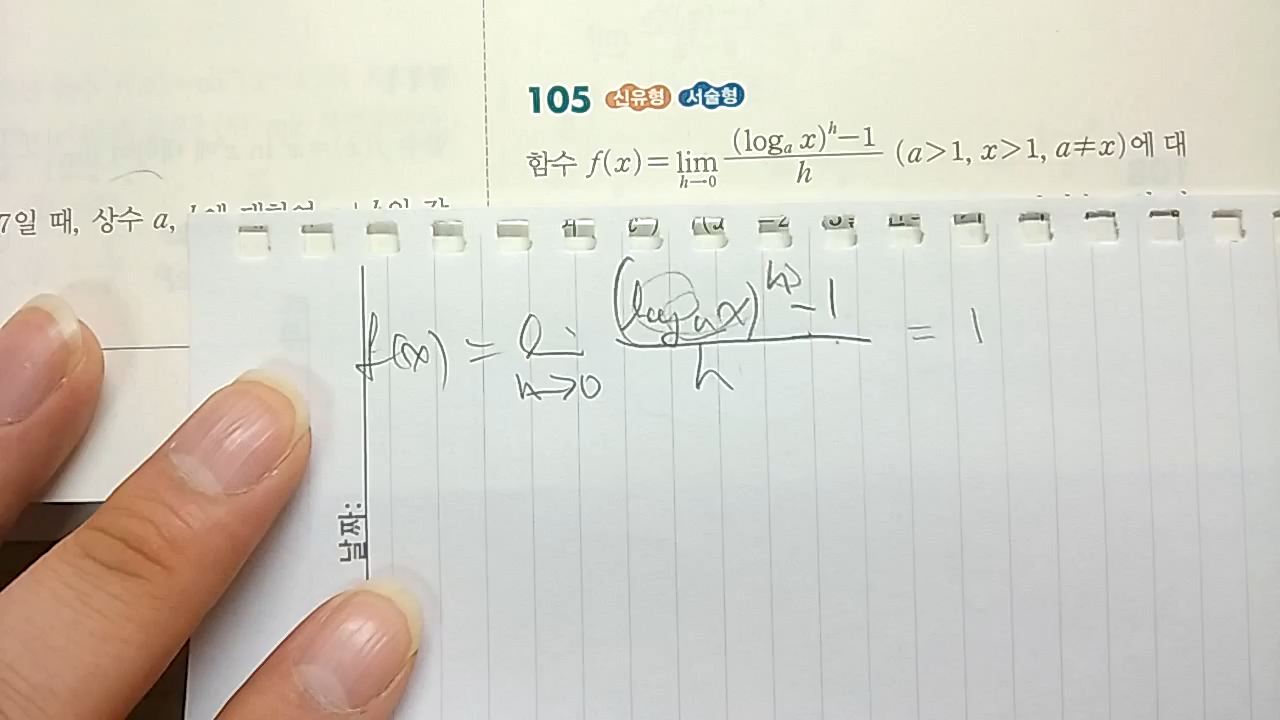 105 신유형 서술형
함수 f(x)=lim_{h→0} ((log_a x)^h−1)/h (a>1, x>1, a≠x)에 대
7일 때, 상수 a,
f(x) = lim_{h→0} ((log_a x)^h − 1)/h = 1
날짜: